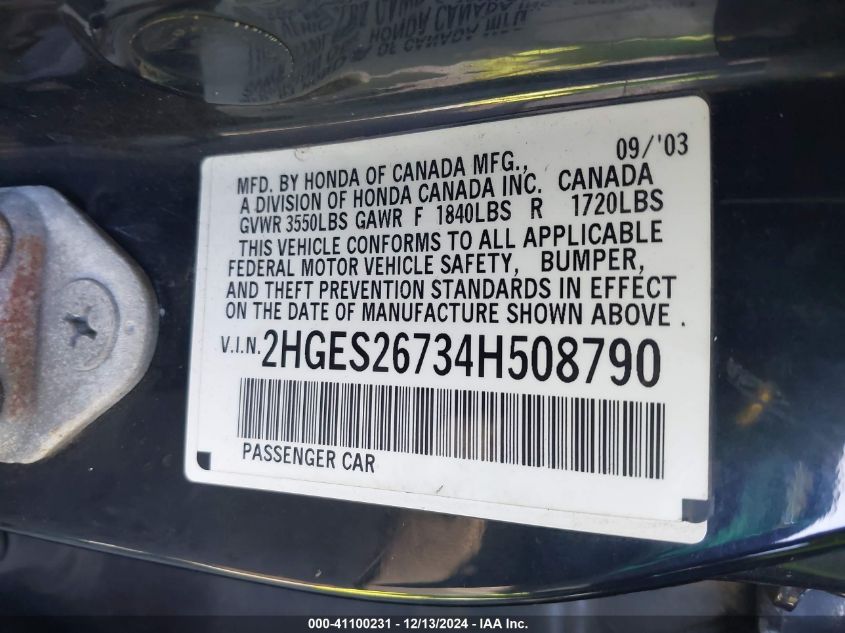 09/'03
MFD. BY HONDA OF CANADA MFG.,
A DIVISION OF HONDA CANADA INC. CANADA
GVWR 3550LBS GAWR F 1840LBS R 1720LBS
THIS VEHICLE CONFORMS TO ALL APPLICABLE
FEDERAL MOTOR VEHICLE SAFETY, BUMPER,
AND THEFT PREVENTION STANDARDS IN EFFECT
ON THE DATE OF MANUFACTURE SHOWN ABOVE.
V.I.N. 2HGES26734H508790
PASSENGER CAR
000-41100231 - 12/13/2024 - IAAI.com